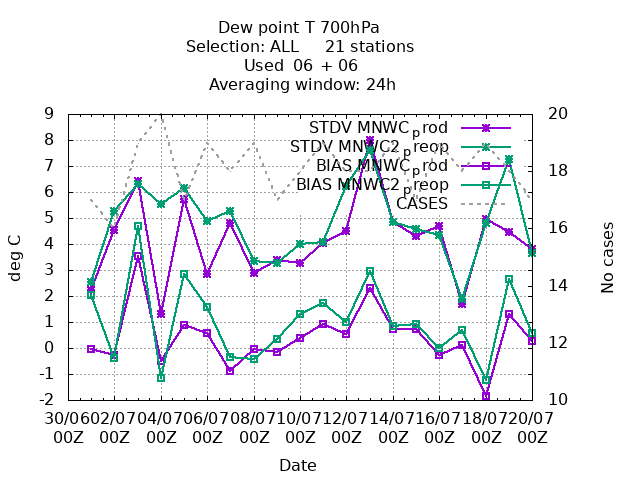 Dew point T 700hPa
Selection: ALL 21 stations
Used 06 + 06
Averaging window: 24h
STDV MNWC_prod
STDV MNWC2_preop
BIAS MNWC_prod
BIAS MNWC2_preop
CASES
9
8
7
6
5
4
3
2
1
0
-1
-2
deg C
20
18
16
14
12
10
No cases
30/06 02/07 04/07 06/07 08/07 10/07 12/07 14/07 16/07 18/07 20/07
00Z 00Z 00Z 00Z 00Z 00Z 00Z 00Z 00Z 00Z 00Z
Date